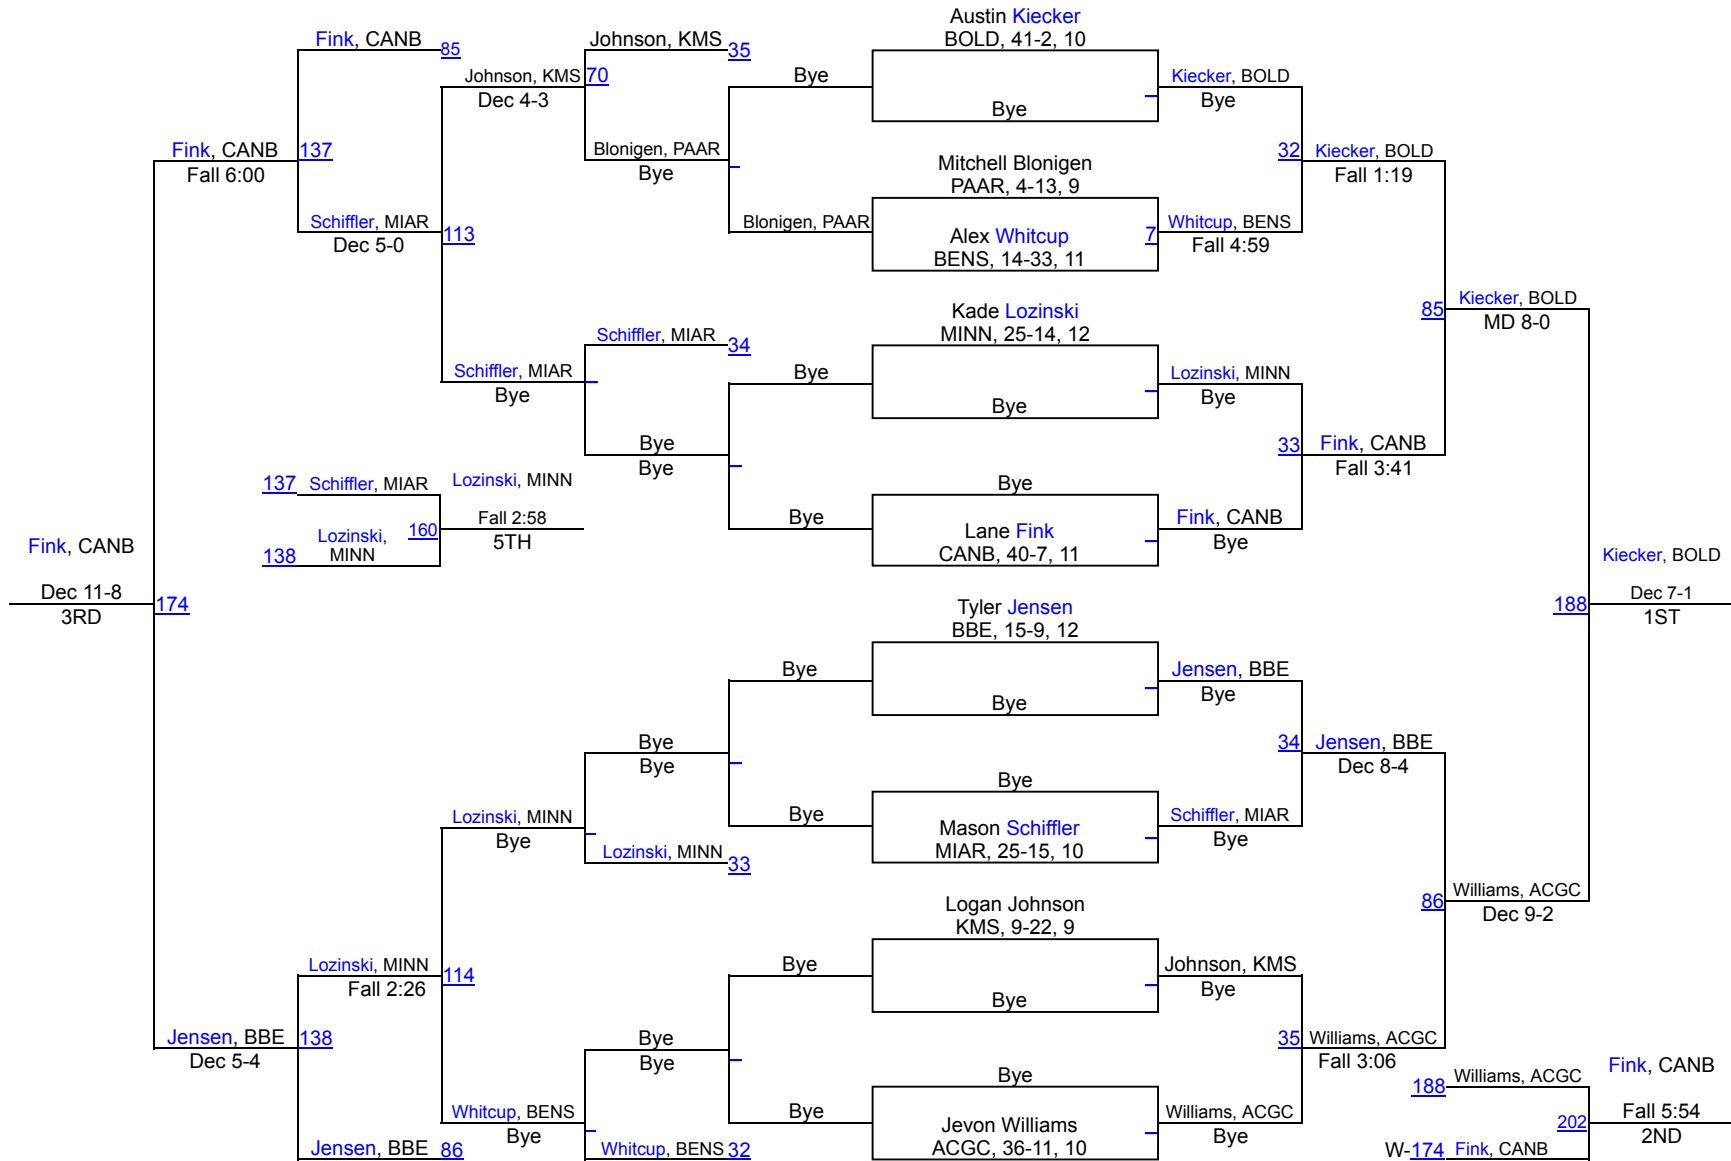 Austin Kiecker
BOLD, 41-2, 10
Bye
Mitchell Blonigen
PAAR, 4-13, 9
Alex Whitcup
BENS, 14-33, 11
7
Kade Lozinski
MINN, 25-14, 12
Bye
Bye
Lane Fink
CANB, 40-7, 11
Tyler Jensen
BBE, 15-9, 12
Bye
Bye
Mason Schiffler
MIAR, 25-15, 10
Logan Johnson
KMS, 9-22, 9
Bye
Bye
Jevon Williams
ACGC, 36-11, 10
Kiecker, BOLD
Bye
32
Whitcup, BENS
Fall 4:59
Lozinski, MINN
Bye
33
Fink, CANB
Bye
Jensen, BBE
Bye
34
Schiffler, MIAR
Bye
Johnson, KMS
Bye
35
Williams, ACGC
Bye
Kiecker, BOLD
Fall 1:19
85
Fink, CANB
Fall 3:41
Jensen, BBE
Dec 8-4
86
Williams, ACGC
Fall 3:06
Kiecker, BOLD
MD 8-0
188
Williams, ACGC
Dec 9-2
Kiecker, BOLD
Dec 7-1
1ST
188 Williams, ACGC
202
W-174 Fink, CANB
Fink, CANB
Fall 5:54
2ND
Bye
Blonigen, PAAR
Bye
Bye
Bye
Bye
Bye
Bye
Johnson, KMS 35
70
Blonigen, PAAR
Bye
Schiffler, MIAR 34
Bye
Bye
Bye
Bye
Lozinski, MINN 33
Bye
Bye
Whitcup, BENS 32
Johnson, KMS
Dec 4-3
113
Schiffler, MIAR
Bye
Lozinski, MINN
Bye
114
Whitcup, BENS
Bye
Fink, CANB 85
137
Schiffler, MIAR
Dec 5-0
Lozinski, MINN
Fall 2:26
138
Jensen, BBE 86
137 Schiffler, MIAR
160
138 Lozinski,
MINN
Lozinski, MINN
Fall 2:58
5TH
Fink, CANB
Fall 6:00
174
Jensen, BBE
Dec 5-4
Fink, CANB
Dec 11-8
3RD